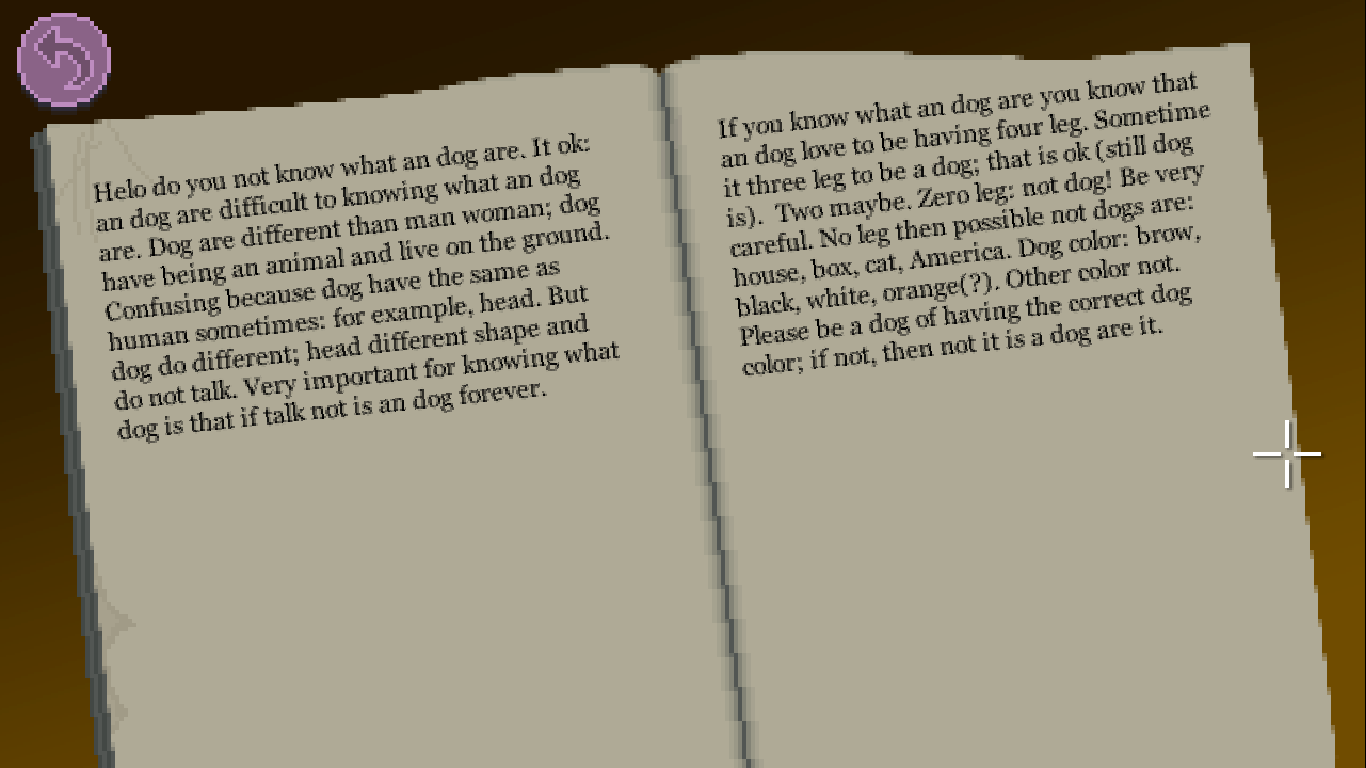 Helo do you not know what an dog are. It ok:
an dog are difficult to knowing what an dog
are. Dog are different than man woman; dog
have being an animal and live on the ground.
Confusing because dog have the same as
human sometimes: for example, head. But
dog do different; head different shape and
do not talk. Very important for knowing what
dog is that if talk not is an dog forever.
If you know what an dog are you know that
an dog love to be having four leg. Sometime
it three leg to be a dog; that is ok (still dog
is).  Two maybe. Zero leg: not dog! Be very
careful. No leg then possible not dogs are:
house, box, cat, America. Dog color: brow,
black, white, orange(?). Other color not.
Please be a dog of having the correct dog
color; if not, then not it is a dog are it.